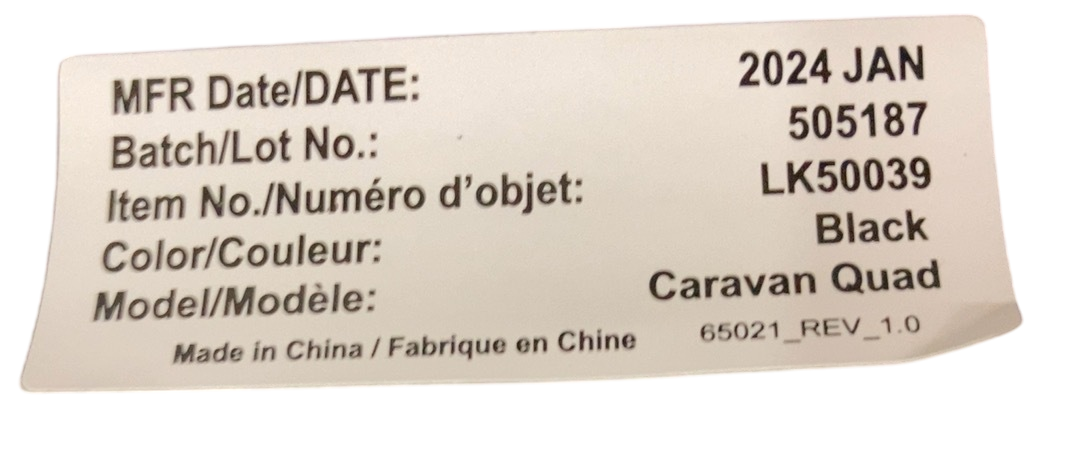 MFR Date/DATE: 2024 JAN
Batch/Lot No.: 505187
Item No./Numéro d'objet: LK50039
Color/Couleur: Black
Model/Modèle: Caravan Quad
Made in China / Fabrique en Chine 65021_REV_1.0